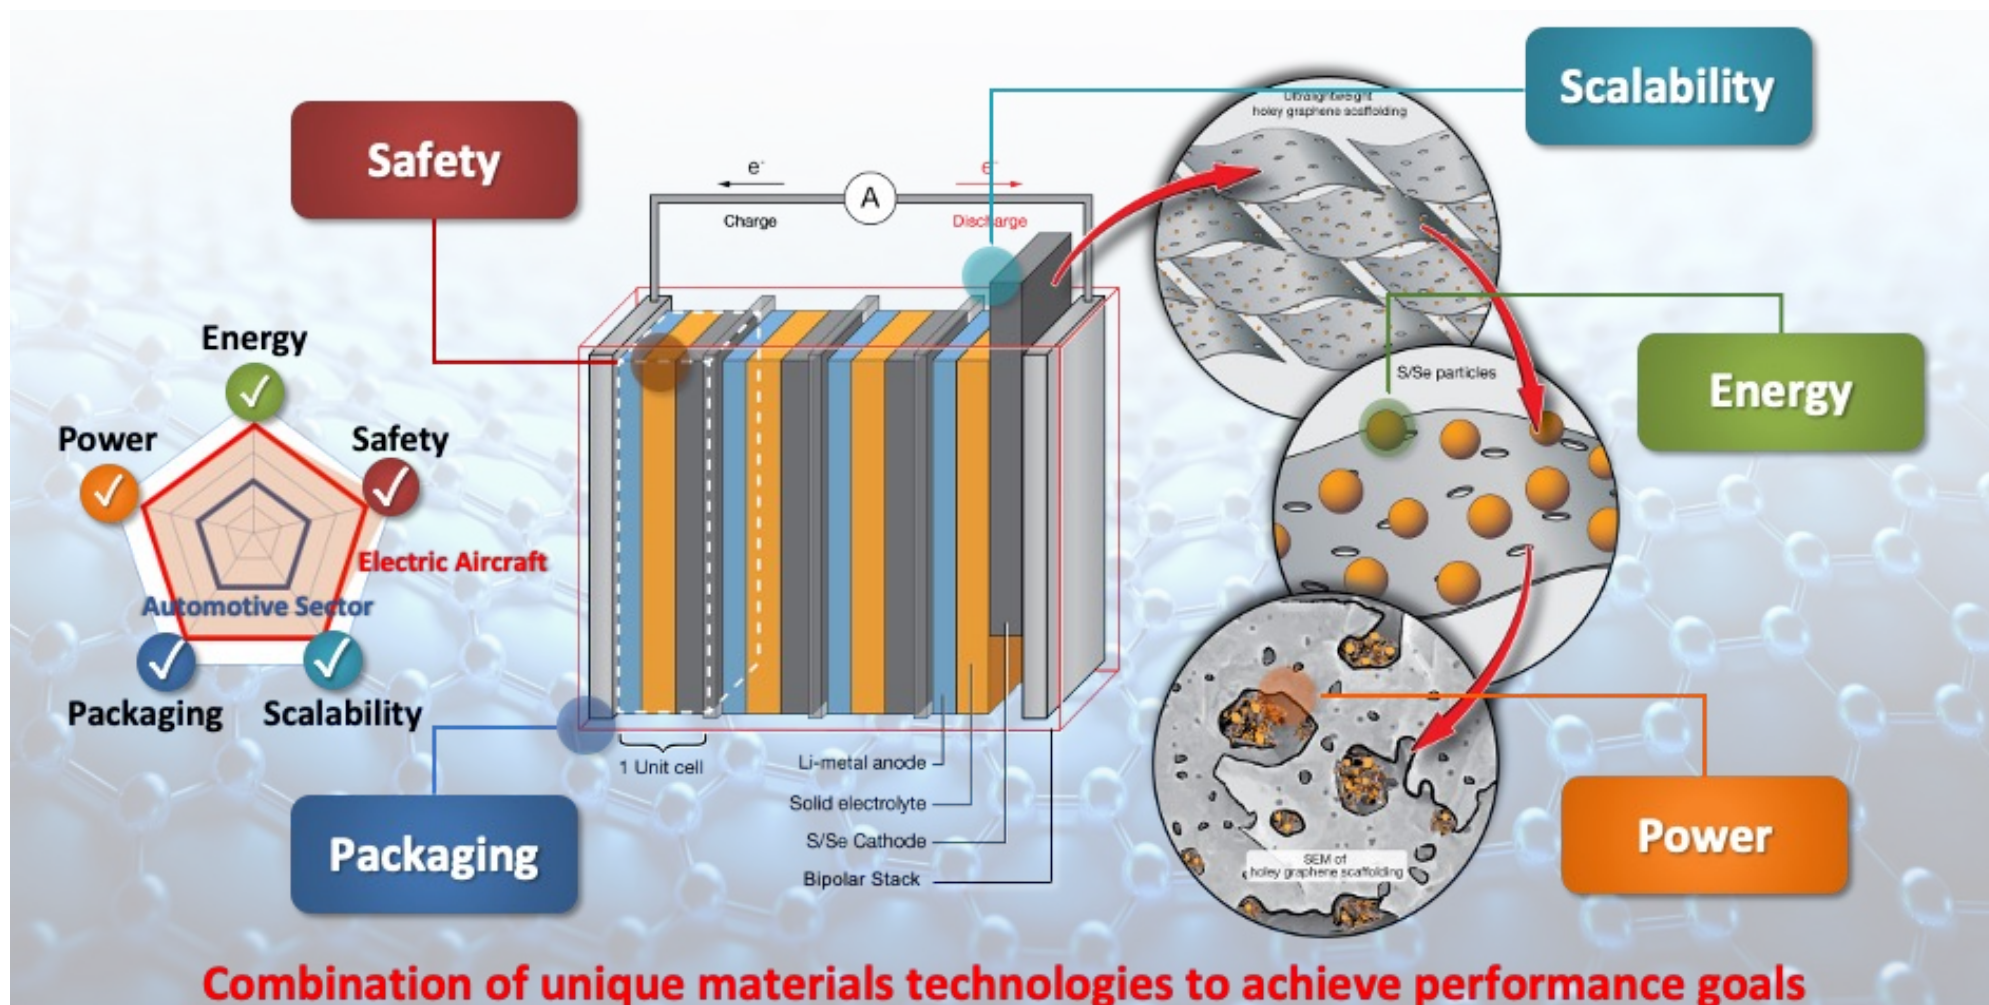 Scalability
Ultralightweight
holey graphene scaffolding
Safety
e-
e-
A
Charge
Discharge
Energy
S/Se particles
Energy
Power
Safety
Electric Aircraft
Automotive Sector
Packaging
Scalability
1 Unit cell
Li-metal anode
Solid electrolyte
S/Se Cathode
Bipolar Stack
Packaging
Power
SEM of
holey graphene scaffolding
Combination of unique materials technologies to achieve performance goals